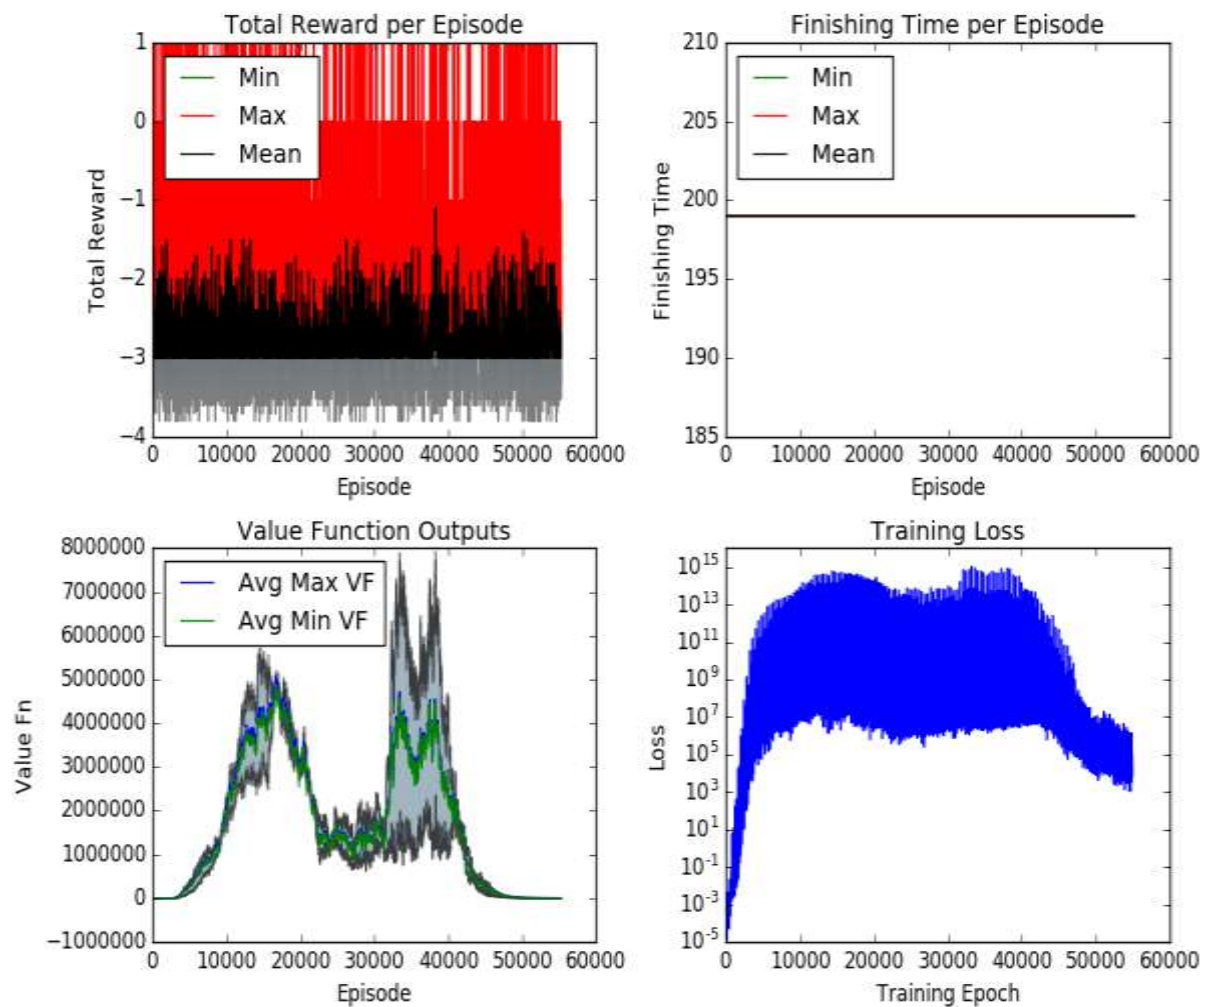 Total Reward per Episode
1
0
−1
−2
−3
−4
Total Reward
Min
Max
Mean
0 10000 20000 30000 40000 50000 60000
Episode
Finishing Time per Episode
210
205
200
195
190
185
Finishing Time
Min
Max
Mean
0 10000 20000 30000 40000 50000 60000
Episode
Value Function Outputs
8000000
7000000
6000000
5000000
4000000
3000000
2000000
1000000
0
−1000000
Value Fn
Avg Max VF
Avg Min VF
0 10000 20000 30000 40000 50000 60000
Episode
Training Loss
10^15
10^13
10^11
10^9
10^7
10^5
10^3
10^1
10^-1
10^-3
10^-5
Loss
0 10000 20000 30000 40000 50000 60000
Training Epoch